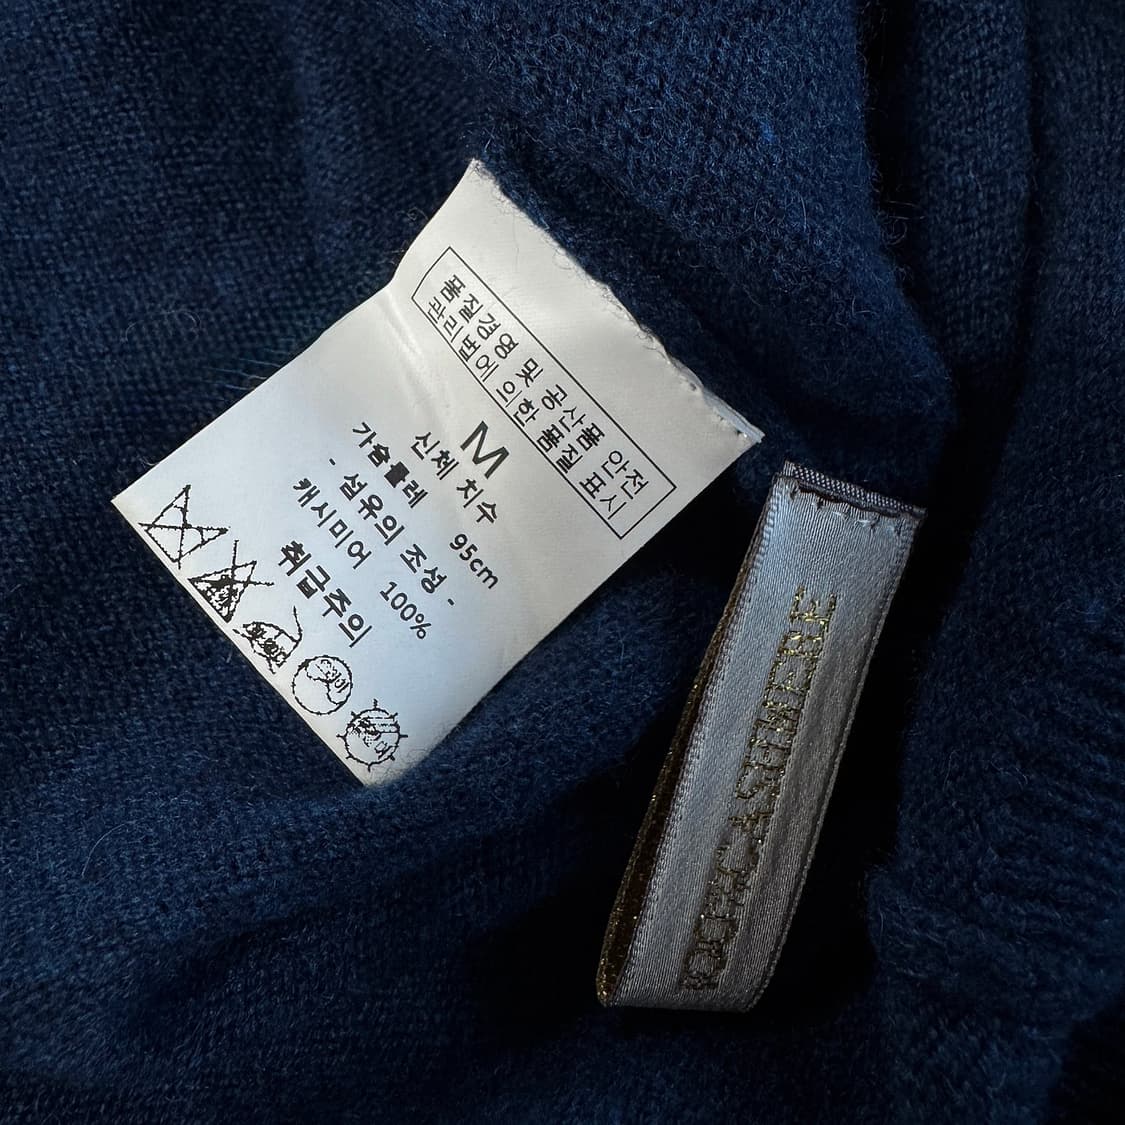 품질경영 및 공산품 안전
관리법에 의한 품질 표시
M
신체 치수
가슴둘레 95cm
- 섬유의 조성 -
캐시미어 100%
취급주의
100% CASHMERE